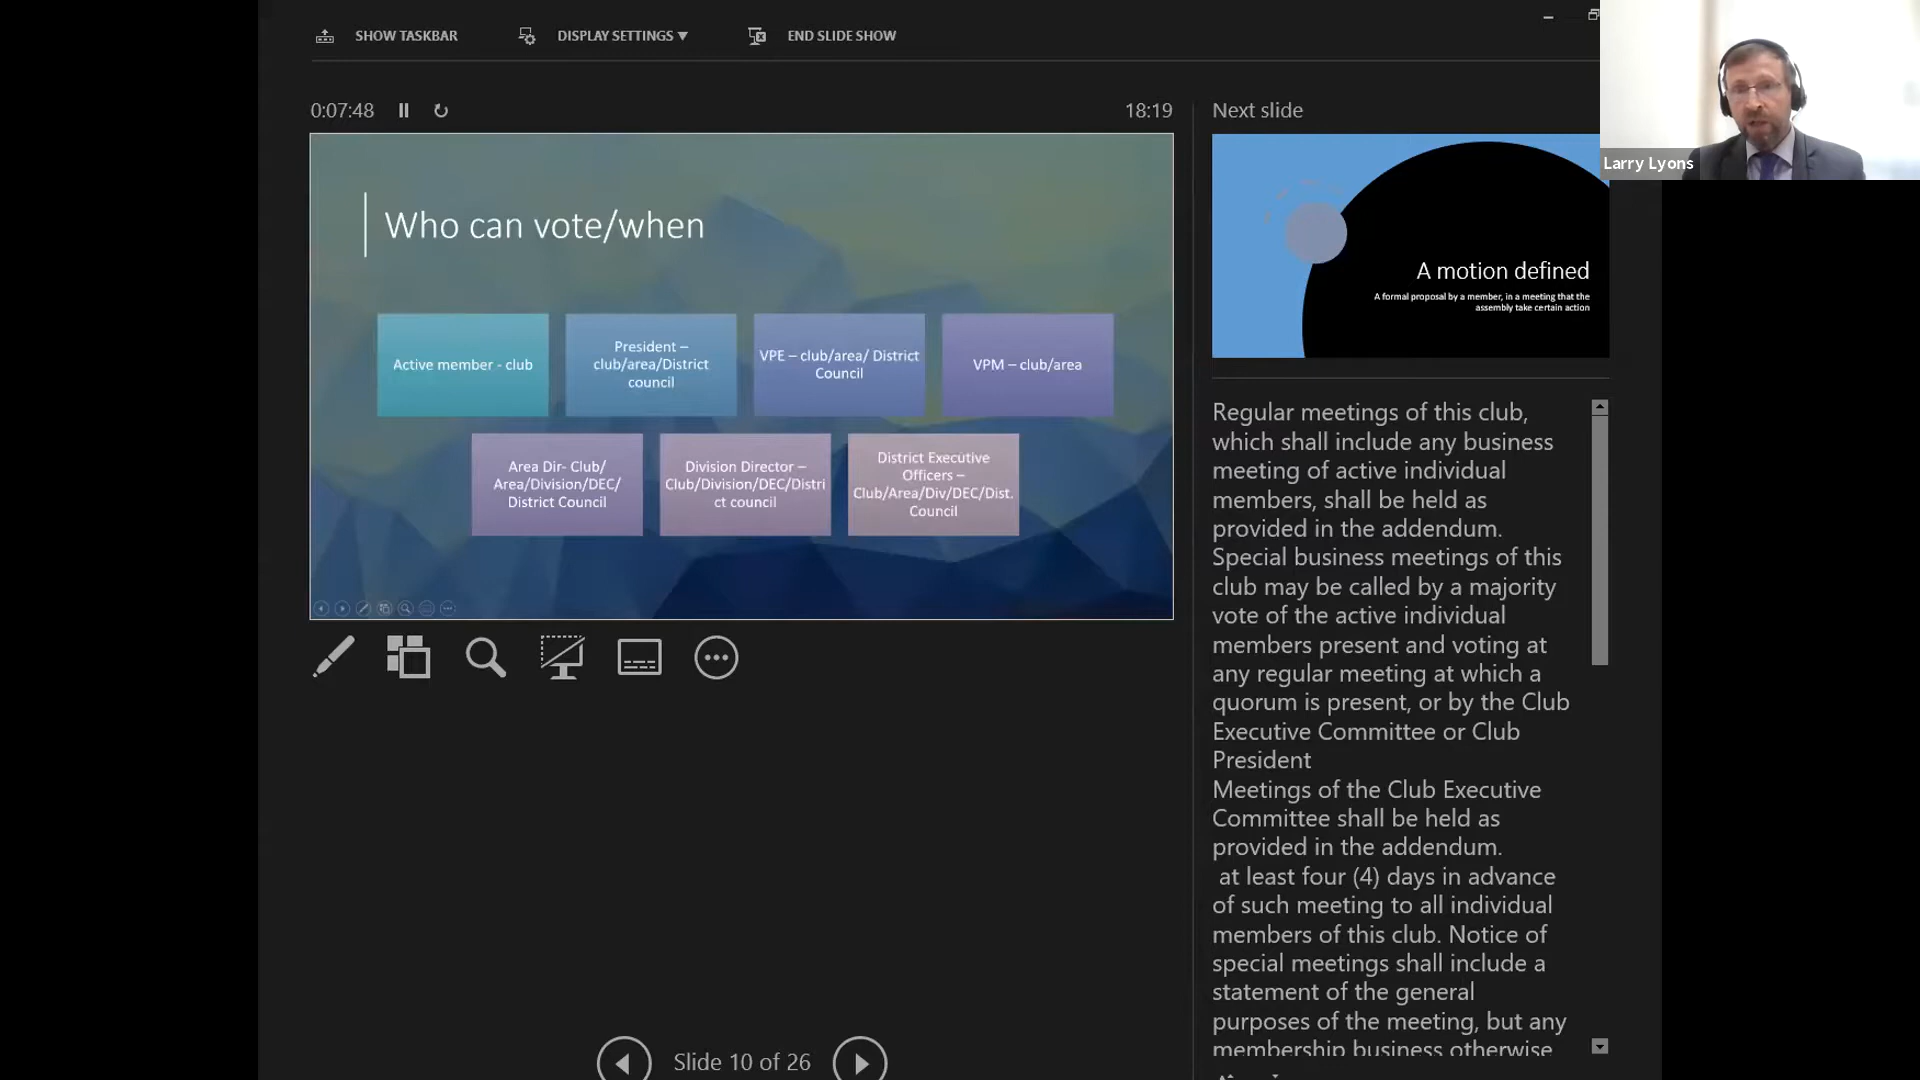 SHOW TASKBAR
DISPLAY SETTINGS ▼
END SLIDE SHOW
0:07:48
18:19
Who can vote/when
Active member - club
President –
club/area/District
council
VPE – club/area/ District
Council
VPM – club/area
Area Dir- Club/
Area/Division/DEC/
District Council
Division Director –
Club/Division/DEC/Distri
ct council
District Executive
Officers –
Club/Area/Div/DEC/Dist.
Council
Slide 10 of 26
Next slide
A motion defined
A formal proposal by a member, in a meeting that the
assembly take certain action
Regular meetings of this club,
which shall include any business
meeting of active individual
members, shall be held as
provided in the addendum.
Special business meetings of this
club may be called by a majority
vote of the active individual
members present and voting at
any regular meeting at which a
quorum is present, or by the Club
Executive Committee or Club
President
Meetings of the Club Executive
Committee shall be held as
provided in the addendum.
at least four (4) days in advance
of such meeting to all individual
members of this club. Notice of
special meetings shall include a
statement of the general
purposes of the meeting, but any
membership business otherwise
Larry Lyons